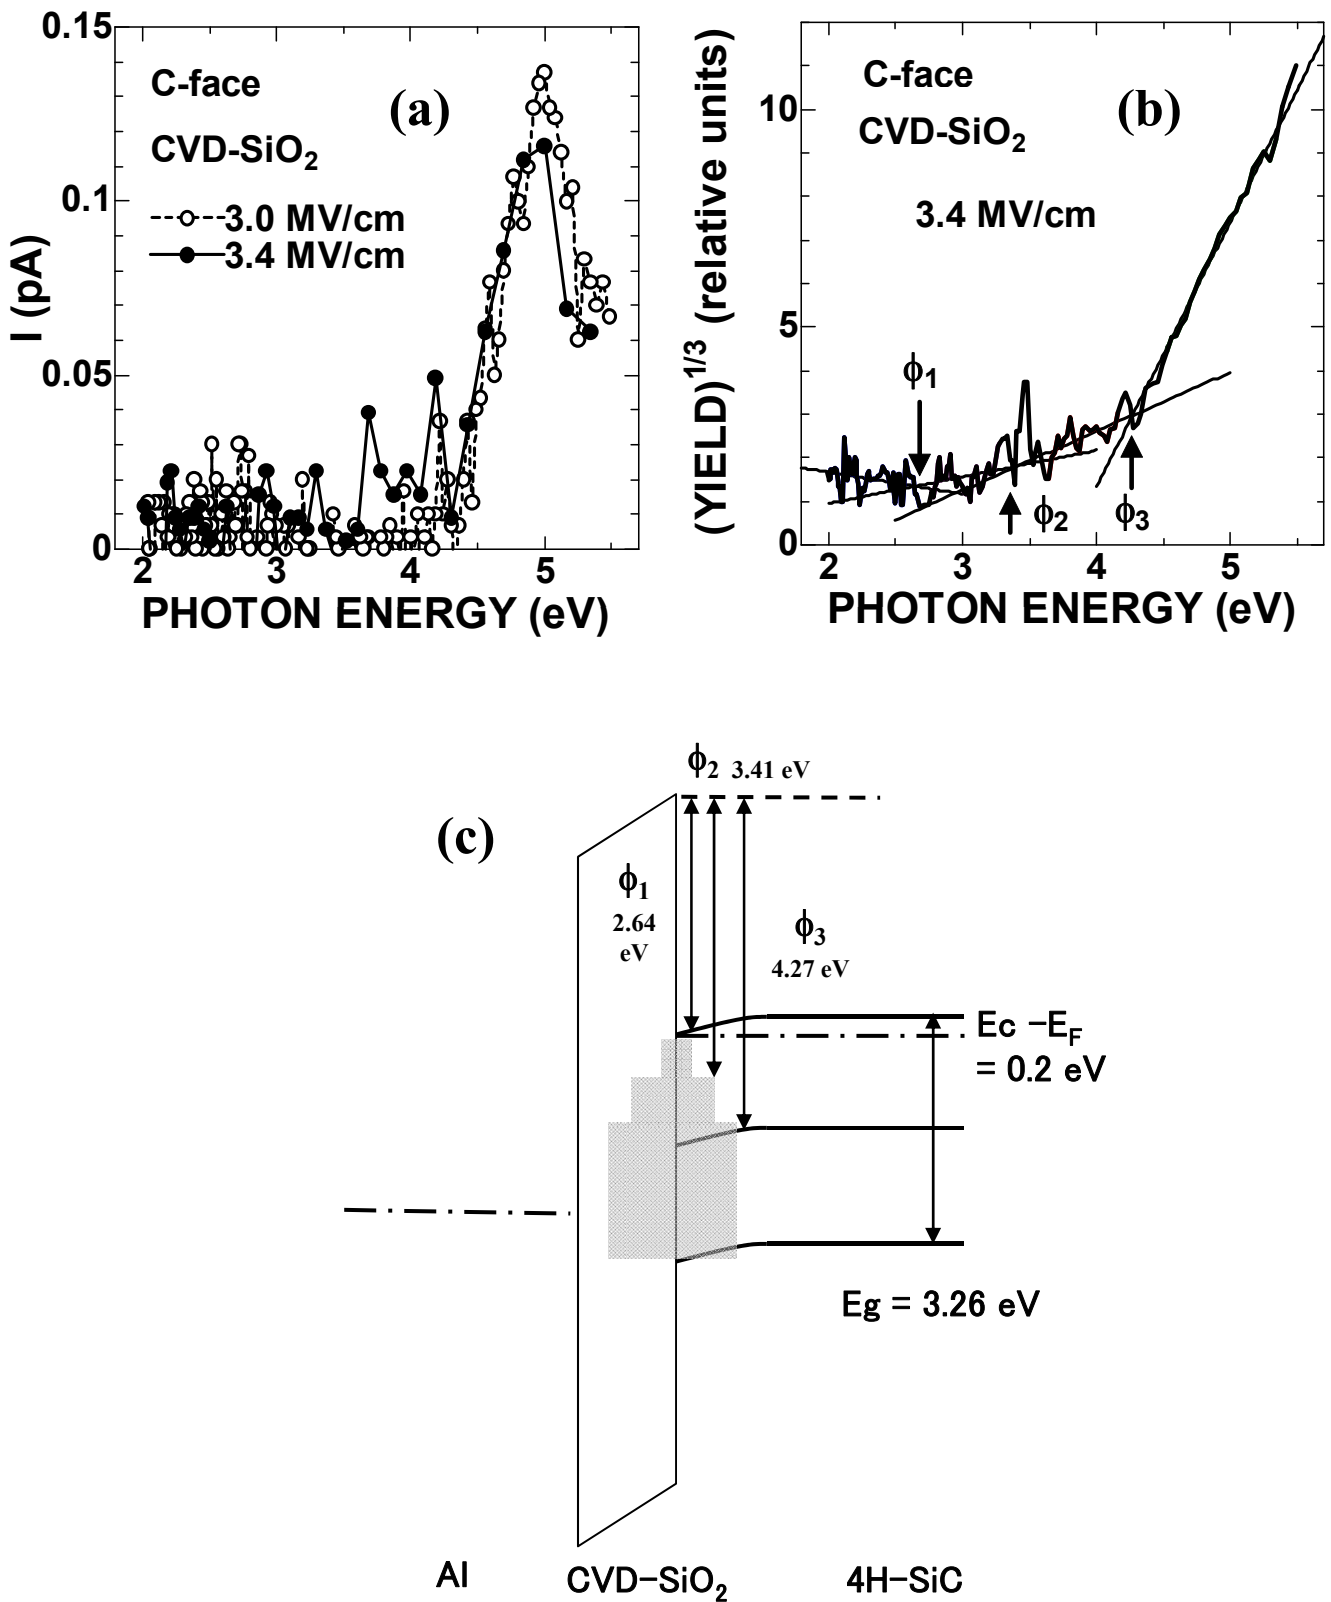 0.15
0.1
0.05
0
I (pA)
C-face
(a)
CVD-SiO₂
3.0 MV/cm
3.4 MV/cm
2 3 4 5
PHOTON ENERGY (eV)
(YIELD)^1/3 (relative units)
10
5
0
C-face
(b)
CVD-SiO₂
3.4 MV/cm
ϕ₁
ϕ₂
ϕ₃
2 3 4 5
PHOTON ENERGY (eV)
ϕ₂ 3.41 eV
(c)
ϕ₁
2.64
eV
ϕ₃
4.27 eV
Ec −E_F
= 0.2 eV
Eg = 3.26 eV
Al
CVD−SiO₂
4H−SiC